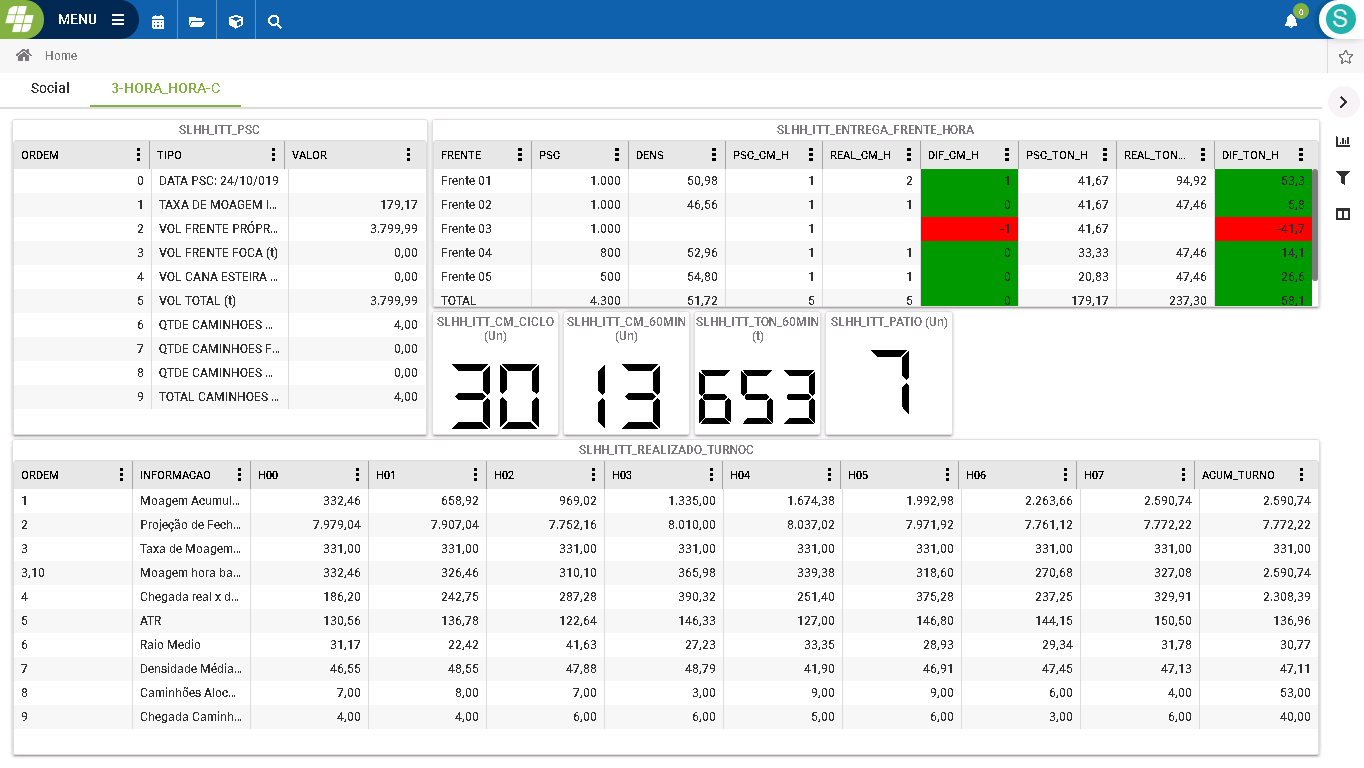 MENU
0
S
Home
Social 3-HORA_HORA-C
SLHH_ITT_PSC
ORDEM TIPO VALOR
0 DATA PSC: 24/10/019
1 TAXA DE MOAGEM I... 179,17
2 VOL FRENTE PRÓPR... 3.799,99
3 VOL FRENTE FOCA (t) 0,00
4 VOL CANA ESTEIRA ... 0,00
5 VOL TOTAL (t) 3.799,99
6 QTDE CAMINHOES ... 4,00
7 QTDE CAMINHOES F... 0,00
8 QTDE CAMINHOES ... 0,00
9 TOTAL CAMINHOES ... 4,00
SLHH_ITT_ENTREGA_FRENTE_HORA
FRENTE PSC DENS PSC_CM_H REAL_CM_H DIF_CM_H PSC_TON_H REAL_TON... DIF_TON_H
Frente 01 1.000 50,98 1 2 1 41,67 94,92 53,3
Frente 02 1.000 46,56 1 1 0 41,67 47,46 5,8
Frente 03 1.000 1 -1 41,67 -41,7
Frente 04 800 52,96 1 1 0 33,33 47,46 14,1
Frente 05 500 54,80 1 1 0 20,83 47,46 26,6
TOTAL 4.300 51,72 5 5 0 179,17 237,30 58,1
SLHH_ITT_CM_CICLO
(Un)
30
SLHH_ITT_CM_60MIN
(Un)
13
SLHH_ITT_TON_60MIN
(t)
653
SLHH_ITT_PATIO (Un)
7
SLHH_ITT_REALIZADO_TURNOC
ORDEM INFORMACAO H00 H01 H02 H03 H04 H05 H06 H07 ACUM_TURNO
1 Moagem Acumul... 332,46 658,92 969,02 1.335,00 1.674,38 1.992,98 2.263,66 2.590,74 2.590,74
2 Projeção de Fech... 7.979,04 7.907,04 7.752,16 8.010,00 8.037,02 7.971,92 7.761,12 7.772,22 7.772,22
3 Taxa de Moagem... 331,00 331,00 331,00 331,00 331,00 331,00 331,00 331,00 331,00
3,10 Moagem hora ba... 332,46 326,46 310,10 365,98 339,38 318,60 270,68 327,08 2.590,74
4 Chegada real x d... 186,20 242,75 287,28 390,32 251,40 375,28 237,25 329,91 2.308,39
5 ATR 130,56 136,78 122,64 146,33 127,00 146,80 144,15 150,50 136,96
6 Raio Medio 31,17 22,42 41,63 27,23 33,35 28,93 29,34 31,78 30,77
7 Densidade Média... 46,55 48,55 47,88 48,79 41,90 46,91 47,45 47,13 47,11
8 Caminhões Aloc... 7,00 8,00 7,00 3,00 9,00 9,00 6,00 4,00 53,00
9 Chegada Caminh... 4,00 4,00 6,00 6,00 5,00 6,00 3,00 6,00 40,00